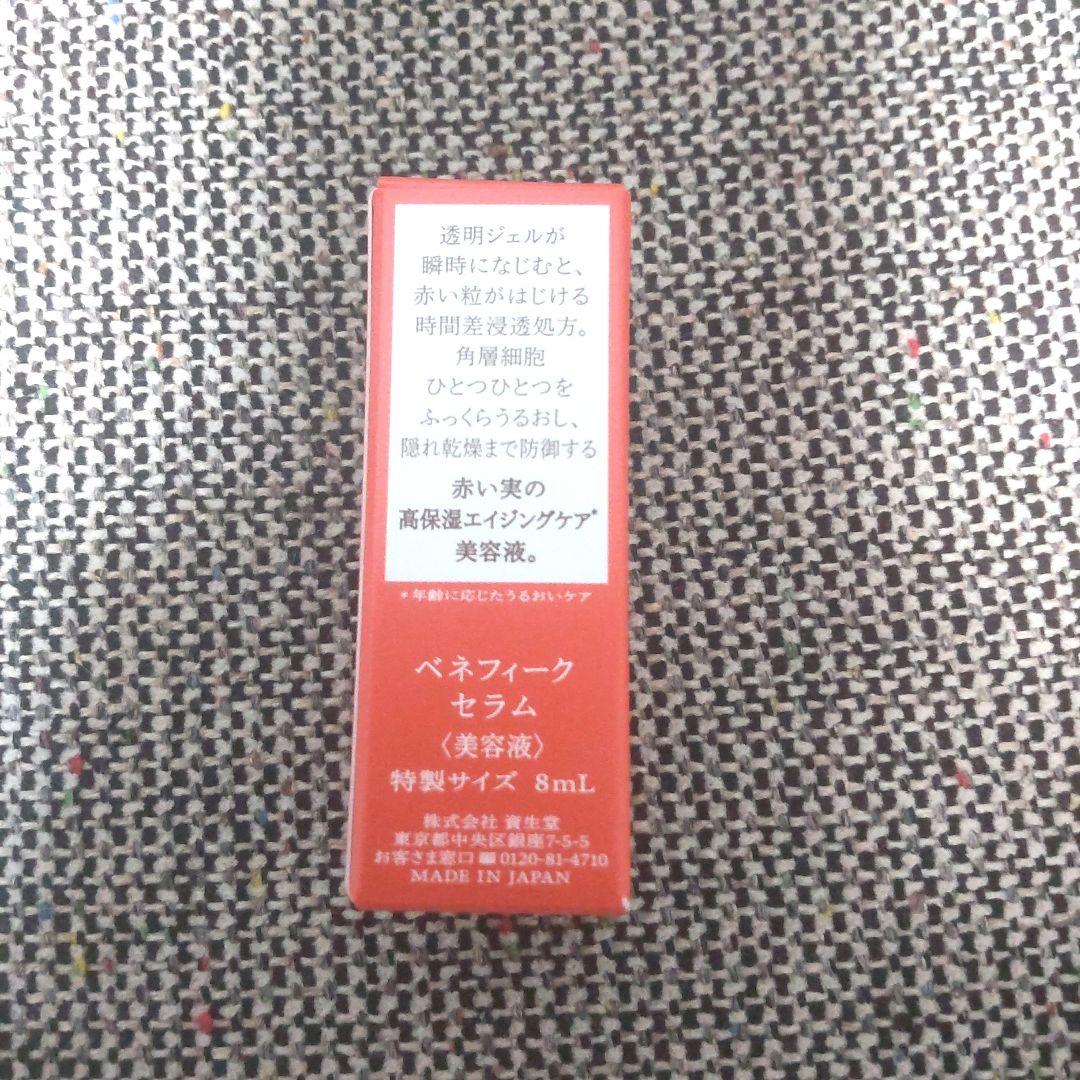 透明ジェルが
瞬時になじむと、
赤い粒がはじける
時間差浸透処方。
角層細胞
ひとつひとつを
ふっくらうるおし、
隠れ乾燥まで防御する
赤い実の
高保湿エイジングケア*
美容液。
*年齢に応じたうるおいケア
ベネフィーク
セラム
〈美容液〉
特製サイズ 8mL
株式会社 資生堂
東京都中央区銀座7-5-5
お客さま窓口 0120-81-4710
MADE IN JAPAN